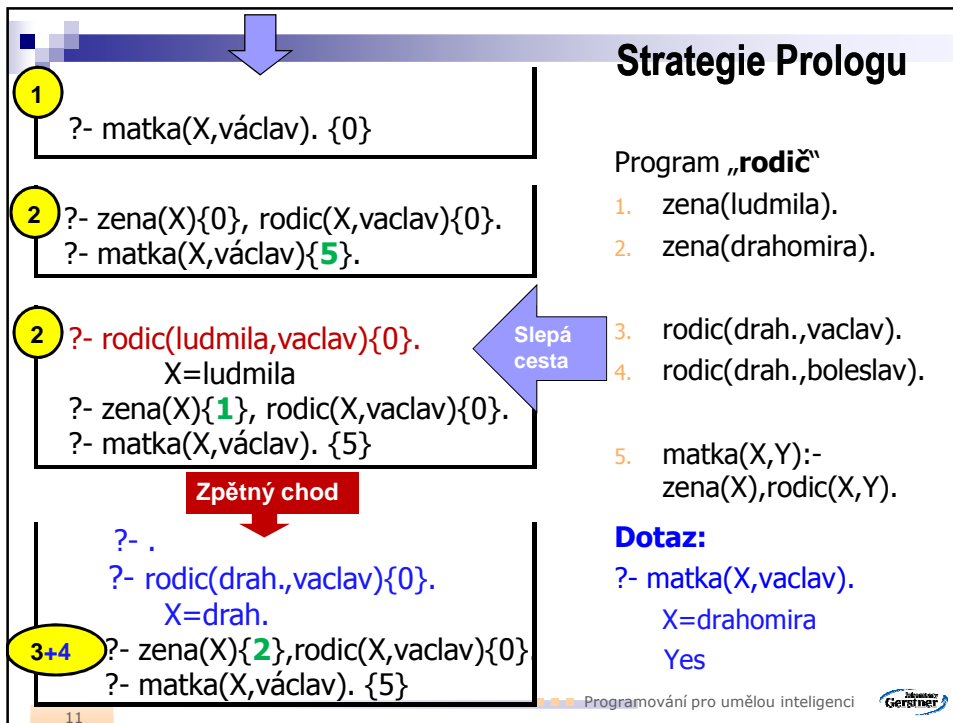 Strategie Prologu
1
?- matka(X,václav). {0}
2
?- zena(X){0}, rodic(X,vaclav){0}.
?- matka(X,václav){5}.
2
?- rodic(ludmila,vaclav){0}.
X=ludmila
?- zena(X){1}, rodic(X,vaclav){0}.
?- matka(X,václav). {5}
Slepá
cesta
Zpětný chod
?- .
?- rodic(drah.,vaclav){0}.
X=drah.
3+4
?- zena(X){2},rodic(X,vaclav){0}
?- matka(X,václav). {5}
Program „rodič“
1. zena(ludmila).
2. zena(drahomira).
3. rodic(drah.,vaclav).
4. rodic(drah.,boleslav).
5. matka(X,Y):-
zena(X),rodic(X,Y).
Dotaz:
?- matka(X,vaclav).
X=drahomira
Yes
Programování pro umělou inteligenci
Gerstner
11